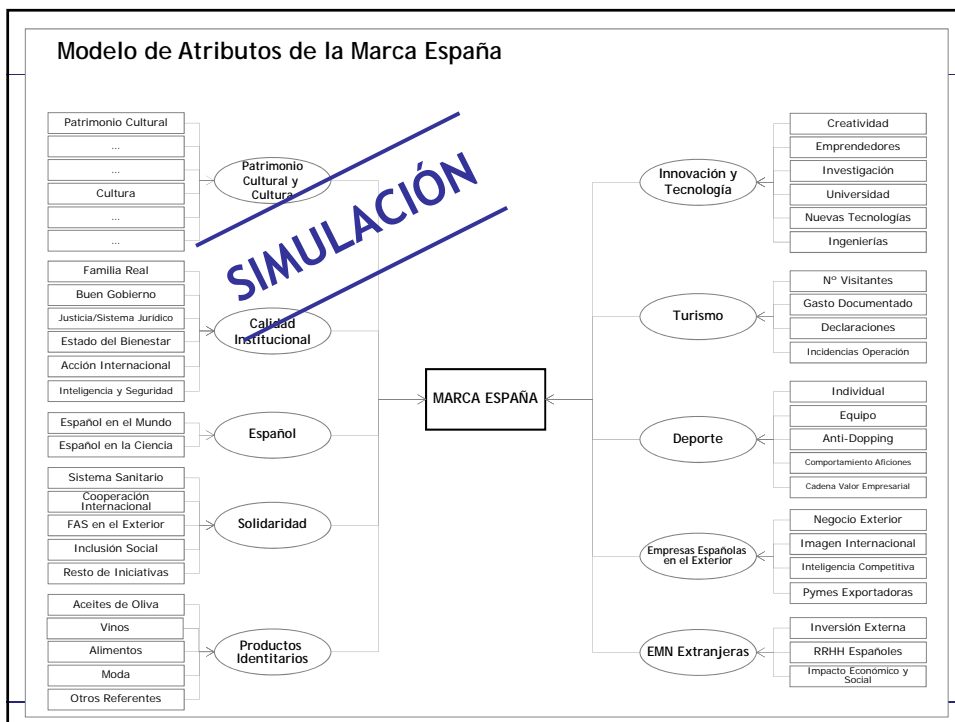 Modelo de Atributos de la Marca España
SIMULACIÓN
Patrimonio Cultural
...
...
Cultura
...
...
Patrimonio
Cultural y
Cultura
Familia Real
Buen Gobierno
Justicia/Sistema Jurídico
Estado del Bienestar
Acción Internacional
Inteligencia y Seguridad
Calidad
Institucional
Español en el Mundo
Español en la Ciencia
Español
Sistema Sanitario
Cooperación
Internacional
FAS en el Exterior
Inclusión Social
Resto de Iniciativas
Solidaridad
Aceites de Oliva
Vinos
Alimentos
Moda
Otros Referentes
Productos
Identitarios
MARCA ESPAÑA
Innovación y
Tecnología
Creatividad
Emprendedores
Investigación
Universidad
Nuevas Tecnologías
Ingenierías
Turismo
Nº Visitantes
Gasto Documentado
Declaraciones
Incidencias Operación
Deporte
Individual
Equipo
Anti-Dopping
Comportamiento Aficiones
Cadena Valor Empresarial
Empresas Españolas
en el Exterior
Negocio Exterior
Imagen Internacional
Inteligencia Competitiva
Pymes Exportadoras
EMN Extranjeras
Inversión Externa
RRHH Españoles
Impacto Económico y
Social